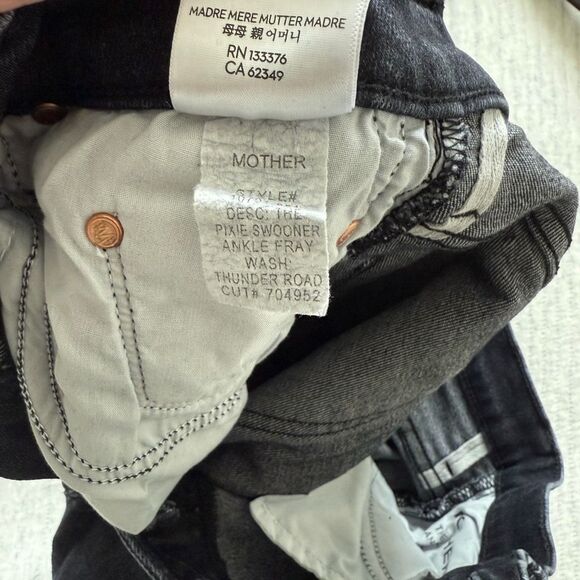 MADRE MERE MUTTER MADRE
母母 親 어머니
RN 133376
CA 62349
MOTHER
STYLE#
DESC: THE
PIXIE SWOONER
ANKLE FRAY
WASH:
THUNDER ROAD
CUT# 704952